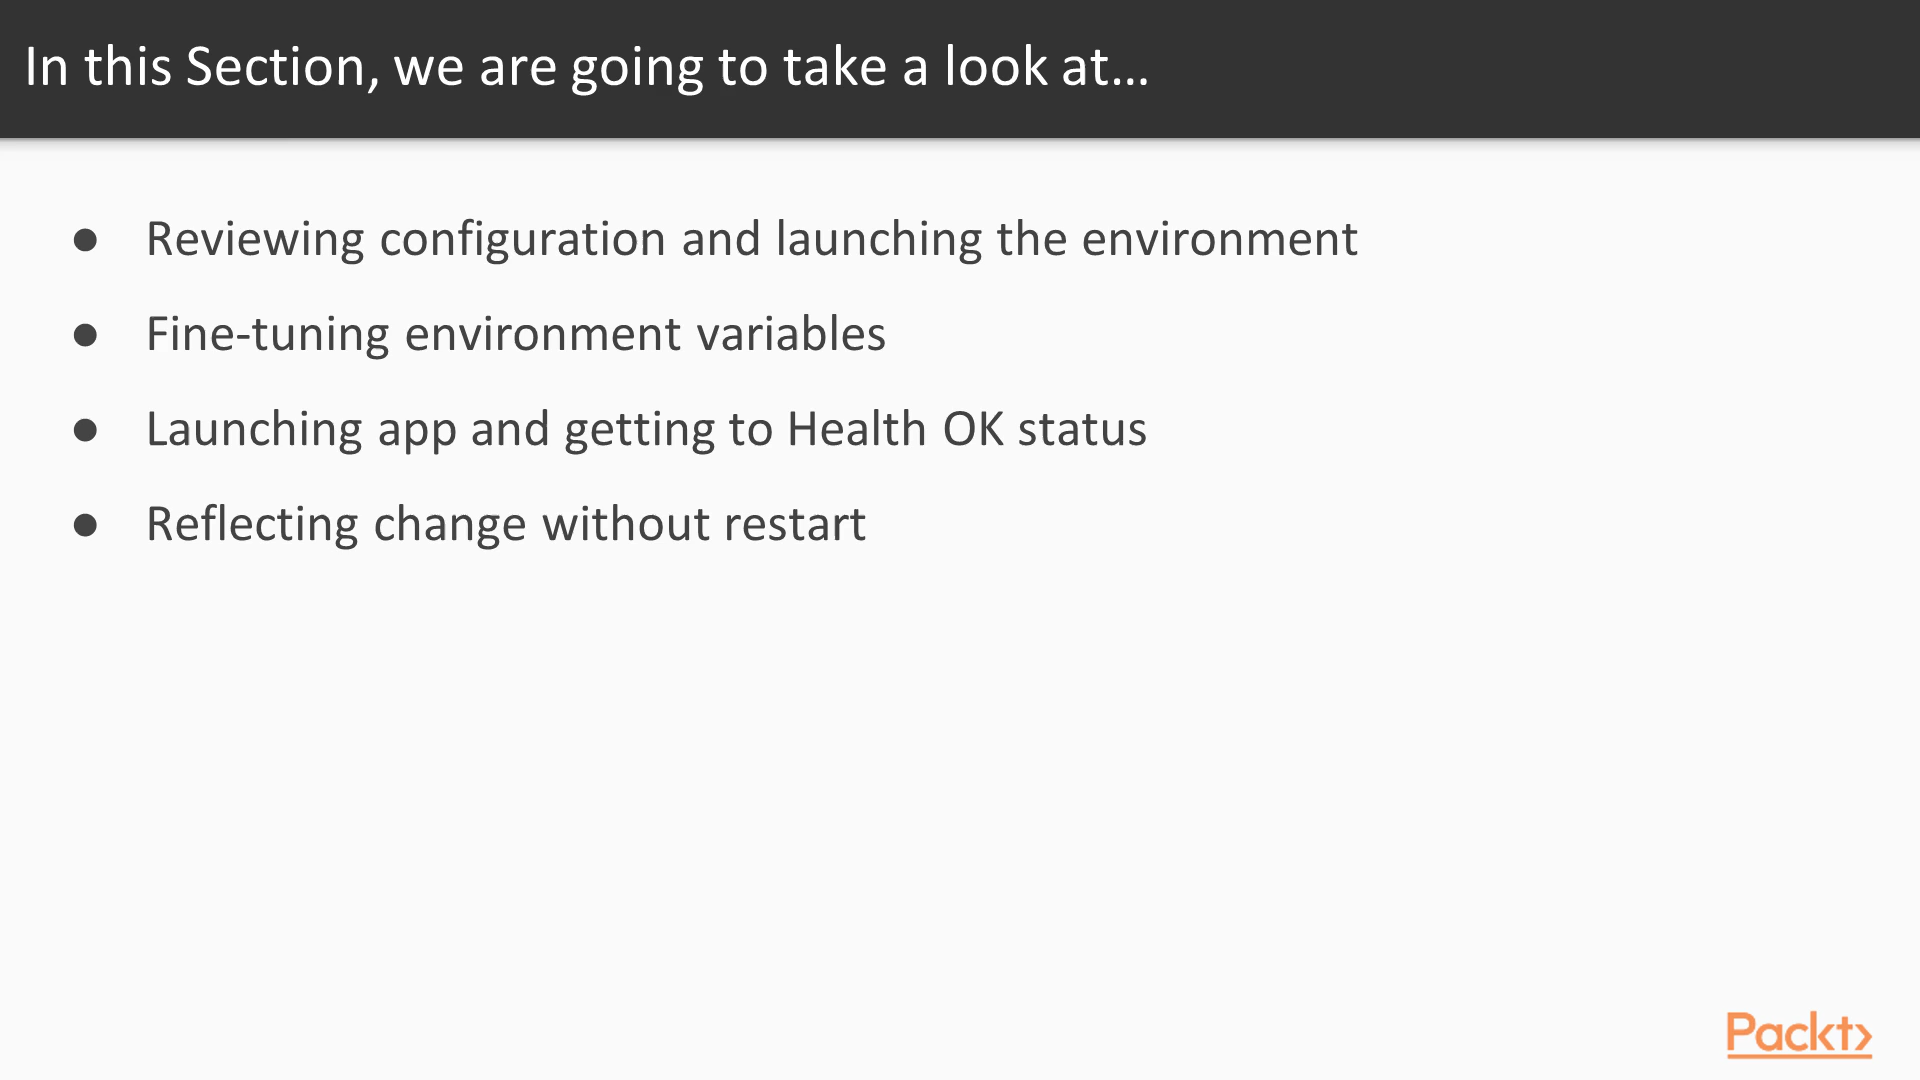 In this Section, we are going to take a look at…
● Reviewing configuration and launching the environment
● Fine-tuning environment variables
● Launching app and getting to Health OK status
● Reflecting change without restart
Packt